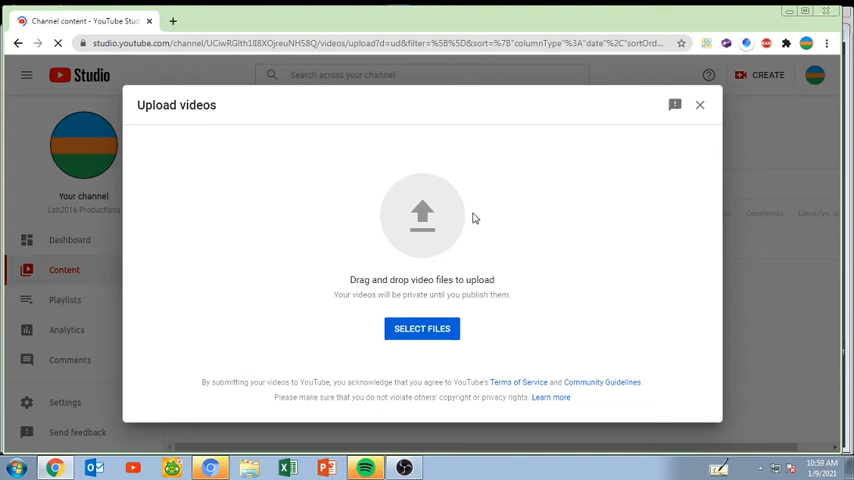 Channel content - YouTube Stud
studio.youtube.com/channel/UCiwRGlth1I8XOjreuNH58Q/videos/upload?d=ud&filter=%5B%5D&sort=%7B"columnType"%3A"date"%2C"sortOrd...
Studio
Search across your channel
CREATE
Upload videos
Your channel
Lab2016 Productions
Dashboard
Content
Playlists
Analytics
Comments
Settings
Send feedback
Comments
Likes (vs. d
Drag and drop video files to upload
Your videos will be private until you publish them.
SELECT FILES
By submitting your videos to YouTube, you acknowledge that you agree to YouTube's Terms of Service and Community Guidelines.
Please make sure that you do not violate others' copyright or privacy rights. Learn more
10:59 AM
1/9/2021